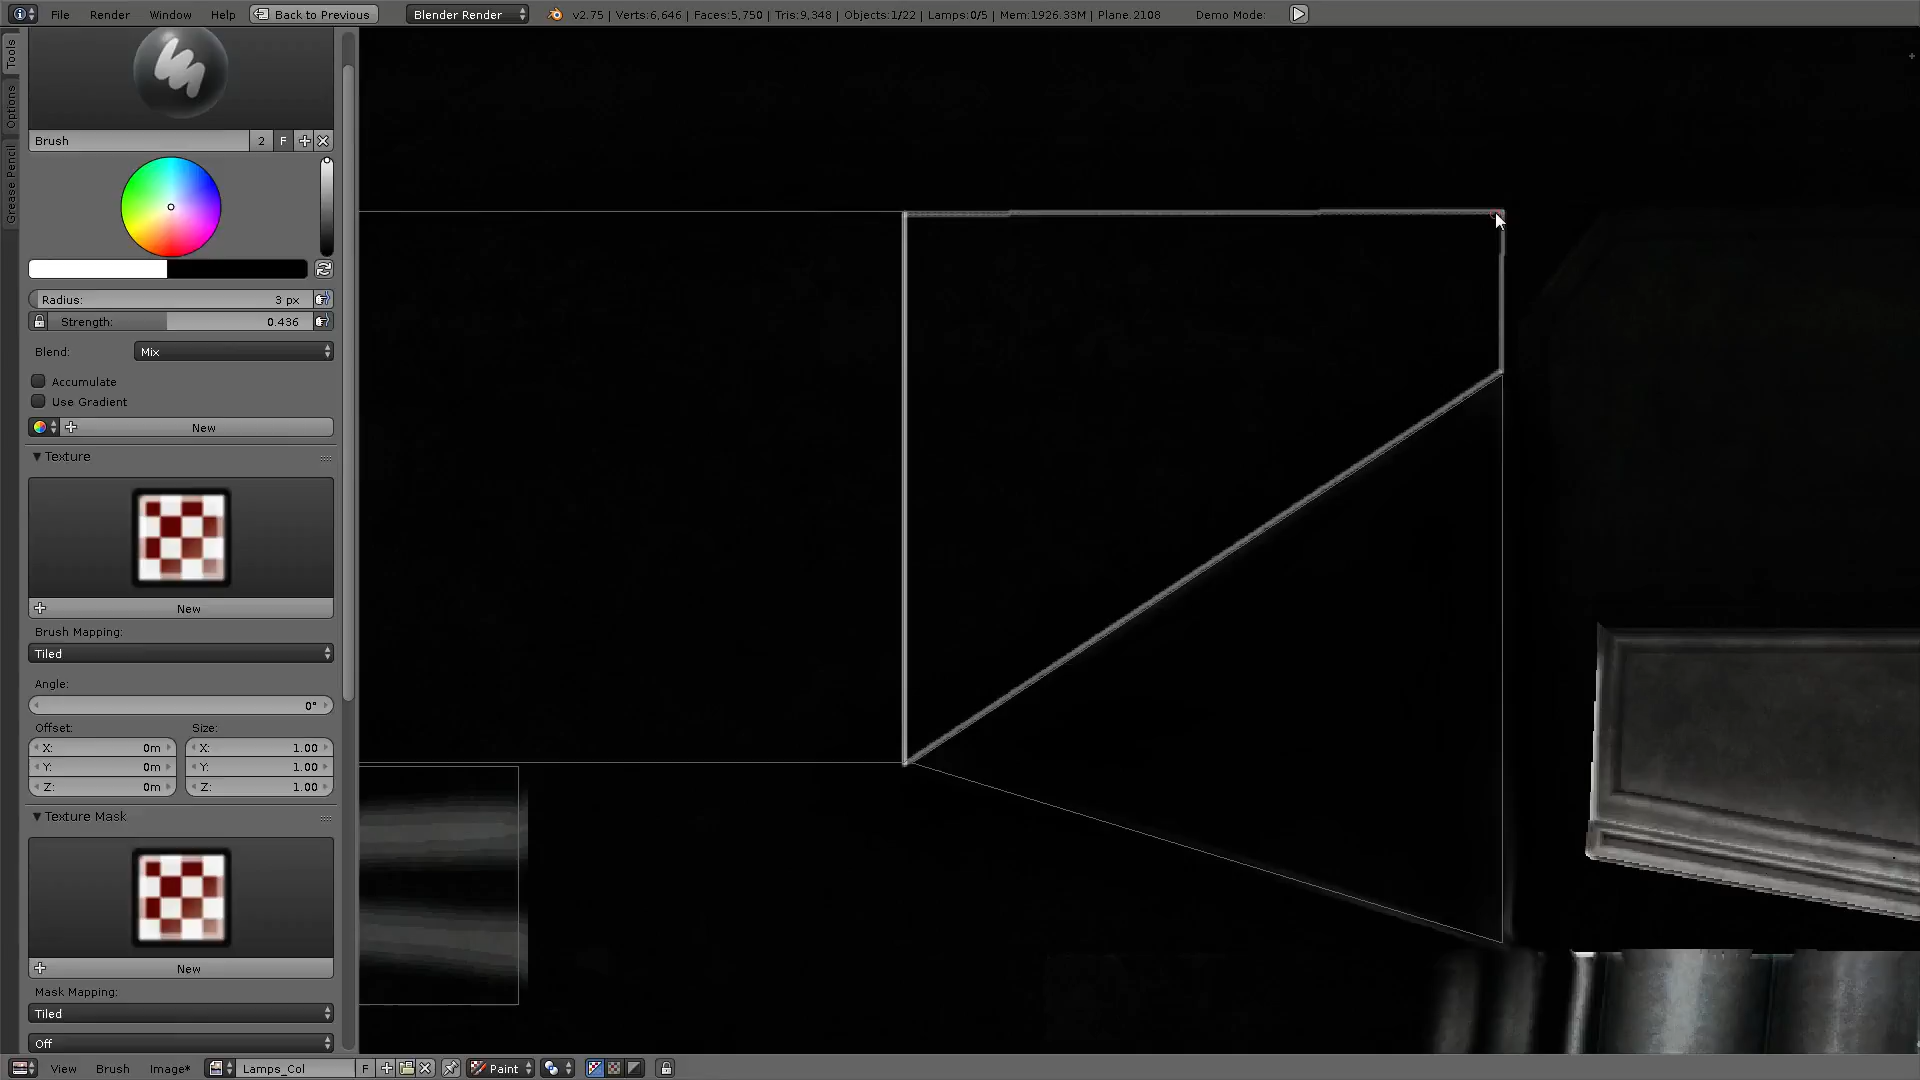 File Render Window Help Back to Previous Blender Render v2.75 | Verts:6,646 | Faces:5,750 | Tris:9,348 | Objects:1/22 | Lamps:0/5 | Mem:1926.33M | Plane.2108 Demo Mode:
Tools
Options
Grease Pencil
Brush 2 F
Radius: 3 px
Strength: 0.436
Blend: Mix
Accumulate
Use Gradient
New
Texture
New
Brush Mapping:
Tiled
Angle:
0°
Offset: Size:
X: 0m X: 1.00
Y: 0m Y: 1.00
Z: 0m Z: 1.00
Texture Mask
New
Mask Mapping:
Tiled
Off
View Brush Image* Lamps_Col F Paint